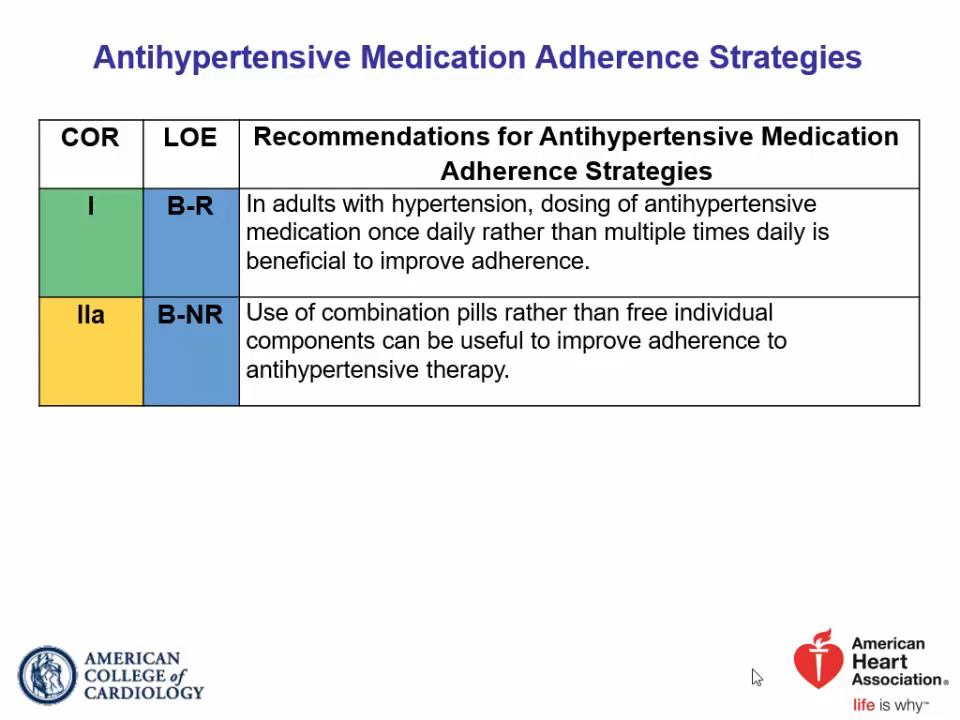 Antihypertensive Medication Adherence Strategies
COR
LOE
Recommendations for Antihypertensive Medication
Adherence Strategies
I
B-R
In adults with hypertension, dosing of antihypertensive
medication once daily rather than multiple times daily is
beneficial to improve adherence.
IIa
B-NR
Use of combination pills rather than free individual
components can be useful to improve adherence to
antihypertensive therapy.
AMERICAN
COLLEGE of
CARDIOLOGY
American
Heart
Association®
life is why™